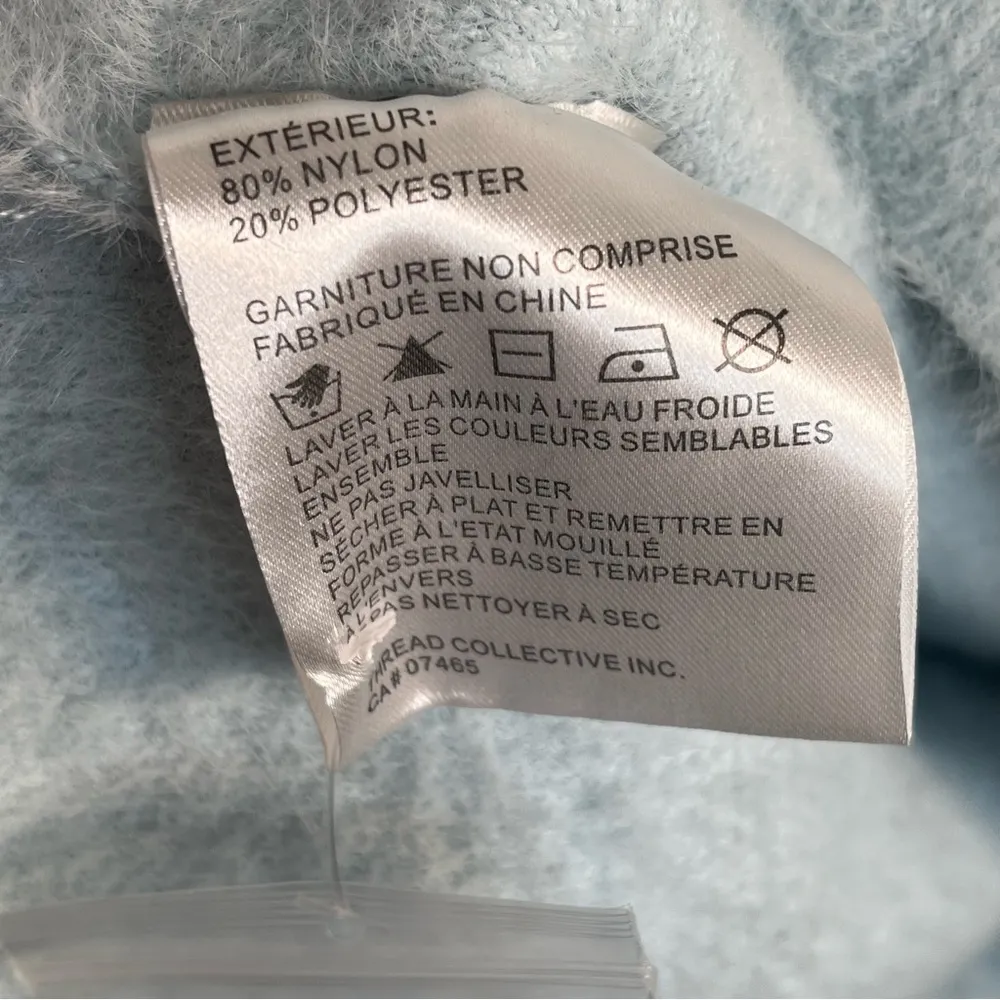 EXTÉRIEUR:
80% NYLON
20% POLYESTER
GARNITURE NON COMPRISE
FABRIQUÉ EN CHINE
LAVER À LA MAIN À L'EAU FROIDE
LAVER LES COULEURS SEMBLABLES
ENSEMBLE
NE PAS JAVELLISER
SÉCHER À PLAT ET REMETTRE EN
FORME À L'ETAT MOUILLÉ
REPASSER À BASSE TEMPÉRATURE
À L'ENVERS
PAS NETTOYER À SEC
THREAD COLLECTIVE INC.
CA# 07465